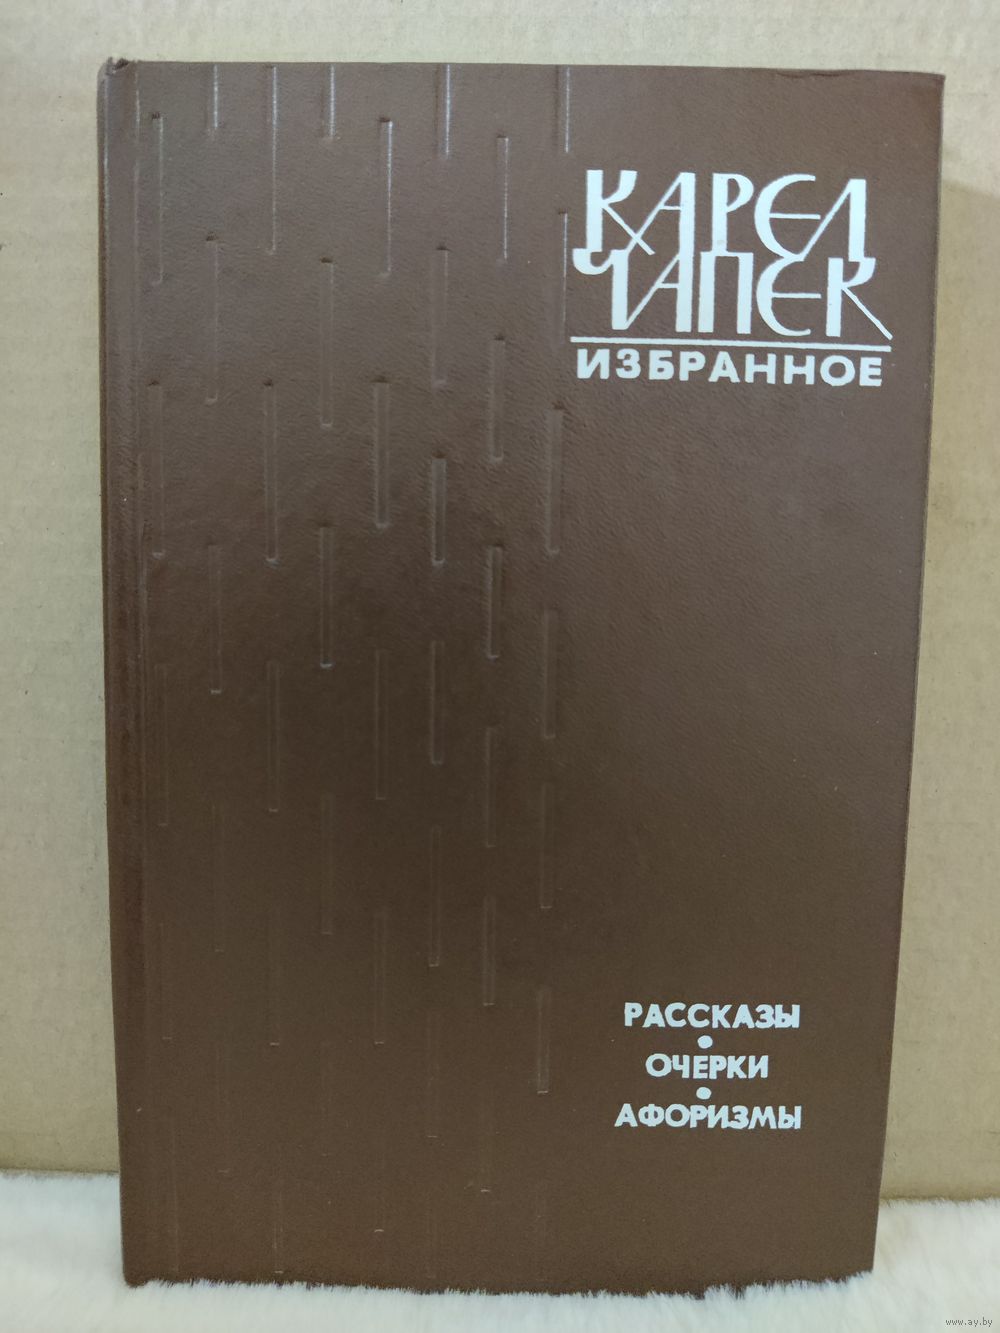 КАРЕЛ
ЧАПЕК
ИЗБРАННОЕ
РАССКАЗЫ
•
ОЧЕРКИ
•
АФОРИЗМЫ
www.ay.by